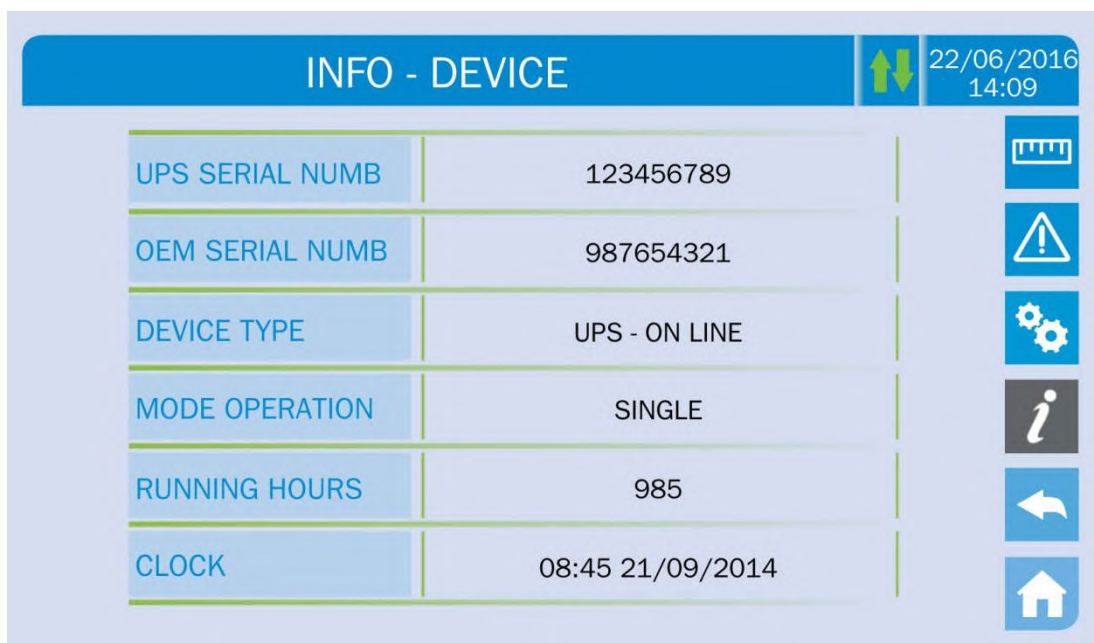 INFO - DEVICE
22/06/2016
14:09
UPS SERIAL NUMB 123456789
OEM SERIAL NUMB 987654321
DEVICE TYPE UPS - ON LINE
MODE OPERATION SINGLE
RUNNING HOURS 985
CLOCK 08:45 21/09/2014